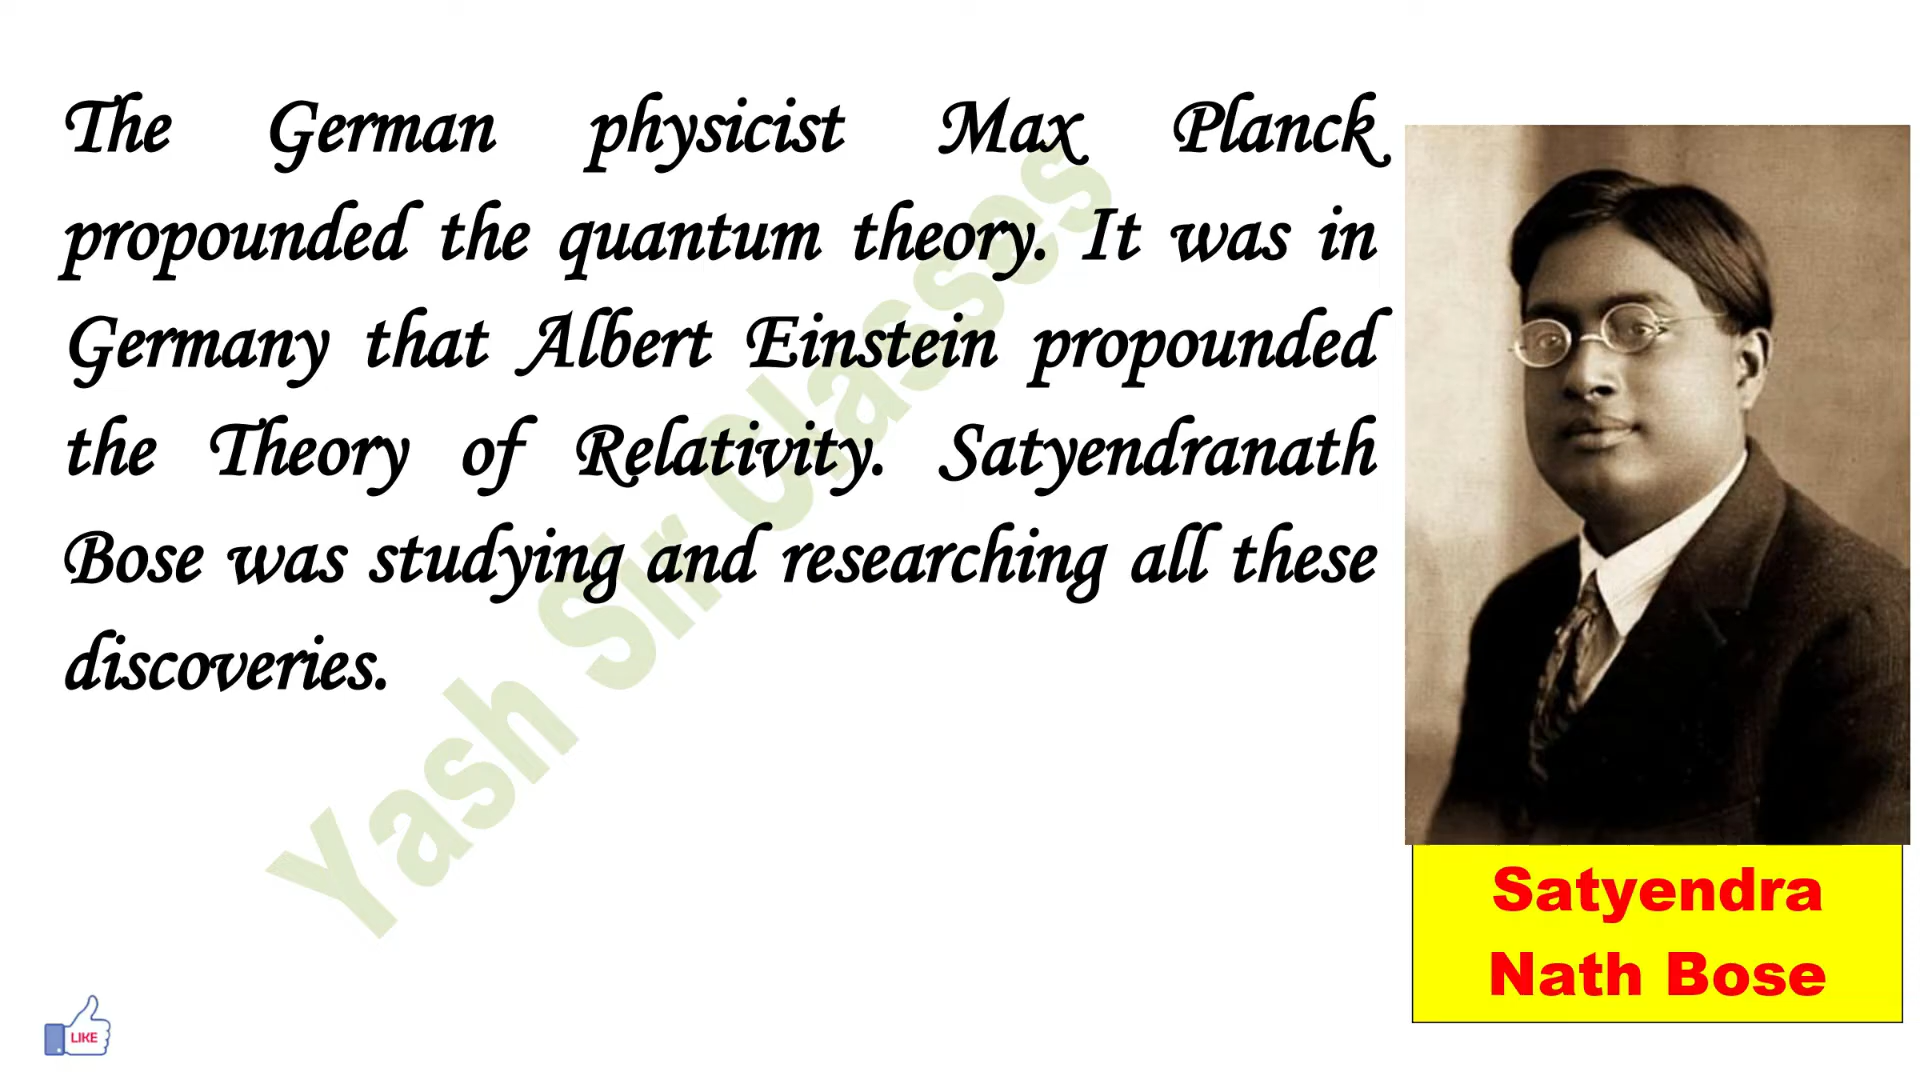 The German physicist Max Planck
propounded the quantum theory. It was in
Germany that Albert Einstein propounded
the Theory of Relativity. Satyendranath
Bose was studying and researching all these
discoveries.
Yash Sir Classes
Satyendra
Nath Bose
LIKE